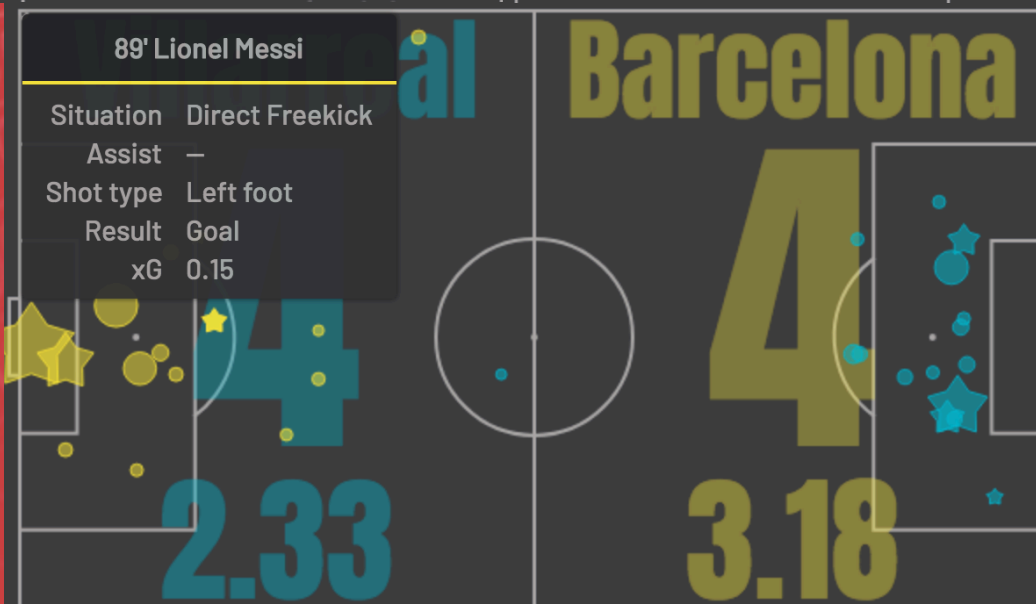 89' Lionel Messi
Situation Direct Freekick
Assist –
Shot type Left foot
Result Goal
xG 0.15
Villarreal
Barcelona
4
4
2.33
3.18